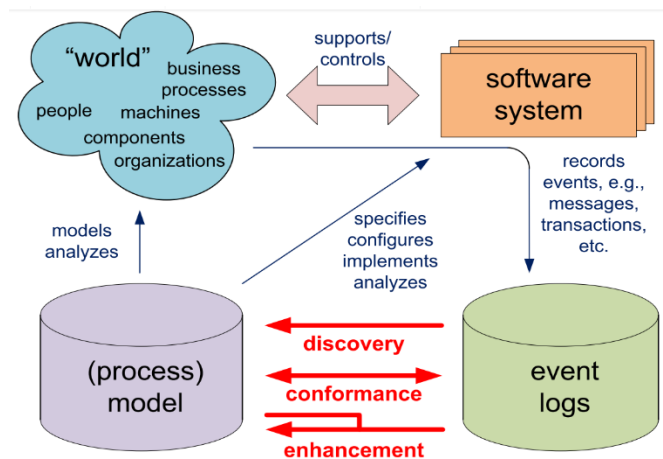 “world”
business
processes
people
machines
components
organizations
supports/
controls
software
system
records
events, e.g.,
messages,
transactions,
etc.
models
analyzes
specifies
configures
implements
analyzes
(process)
model
discovery
conformance
enhancement
event
logs